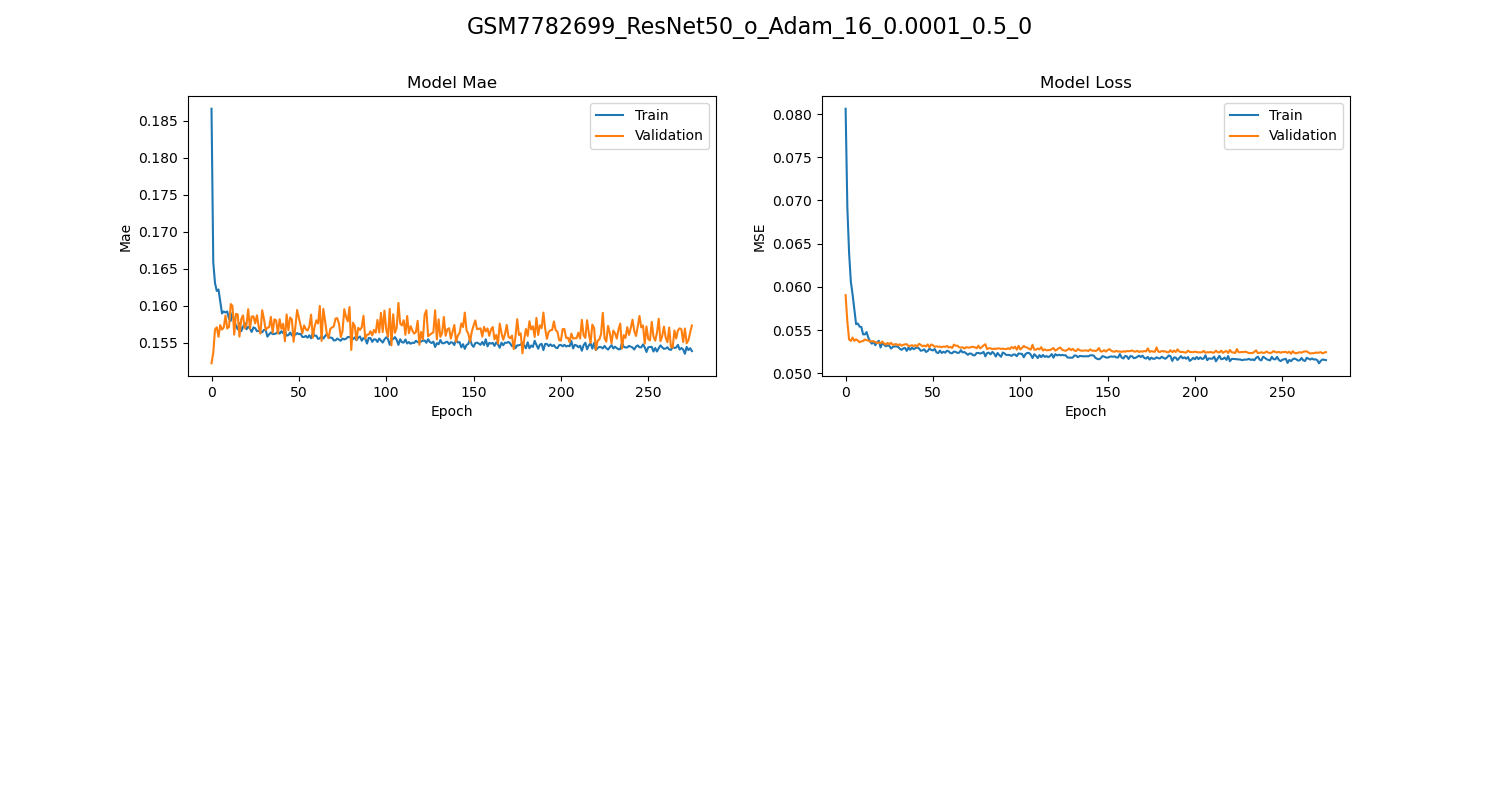 GSM7782699_ResNet50_o_Adam_16_0.0001_0.5_0
Model Mae
Mae
0.185
0.180
0.175
0.170
0.165
0.160
0.155
Train
Validation
0 50 100 150 200 250
Epoch
Model Loss
MSE
0.080
0.075
0.070
0.065
0.060
0.055
0.050
Train
Validation
0 50 100 150 200 250
Epoch